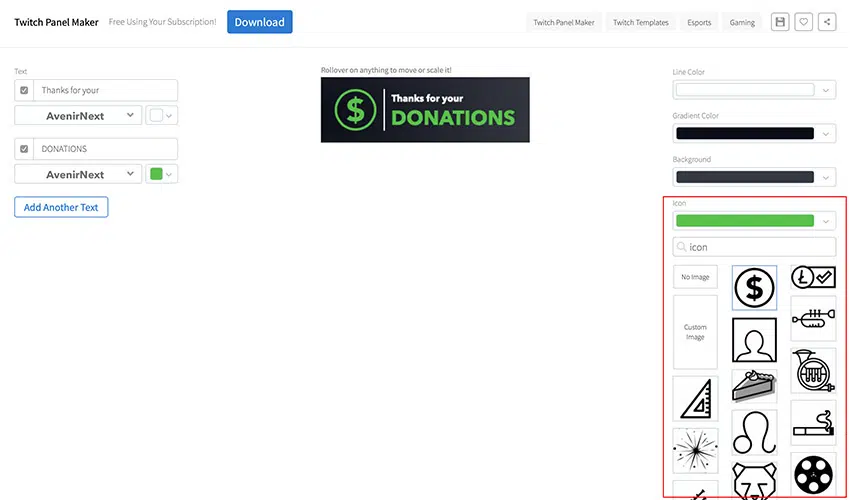 Twitch Panel Maker
Free Using Your Subscription!
Download
Twitch Panel Maker
Twitch Templates
Esports
Gaming
Text
Thanks for your
AvenirNext
DONATIONS
AvenirNext
Add Another Text
Rollover on anything to move or scale it!
$
Thanks for your
DONATIONS
Line Color
Gradient Color
Background
Icon
icon
No Image
$
Ł
Custom
Image